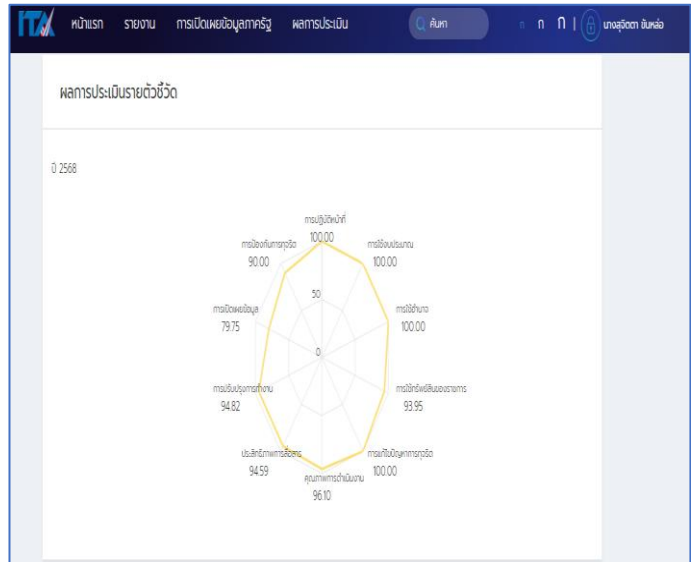 ITA หน้าแรก รายงาน การเปิดเผยข้อมูลภาครัฐ ผลการประเมิน ค้นหา ก ก ก | นางสุจิตตา ขันหล่อ
ผลการประเมินรายตัวชี้วัด
ปี 2568
การปฏิบัติหน้าที่
100.00
การป้องกันการทุจริต
90.00
การใช้งบประมาณ
100.00
50
การเปิดเผยข้อมูล
79.75
การใช้อำนาจ
100.00
0
การปรับปรุงการทำงาน
94.82
การใช้ทรัพย์สินของราชการ
93.95
ประสิทธิภาพการสื่อสาร
94.59
การแก้ไขปัญหาการทุจริต
100.00
คุณภาพการดำเนินงาน
96.10